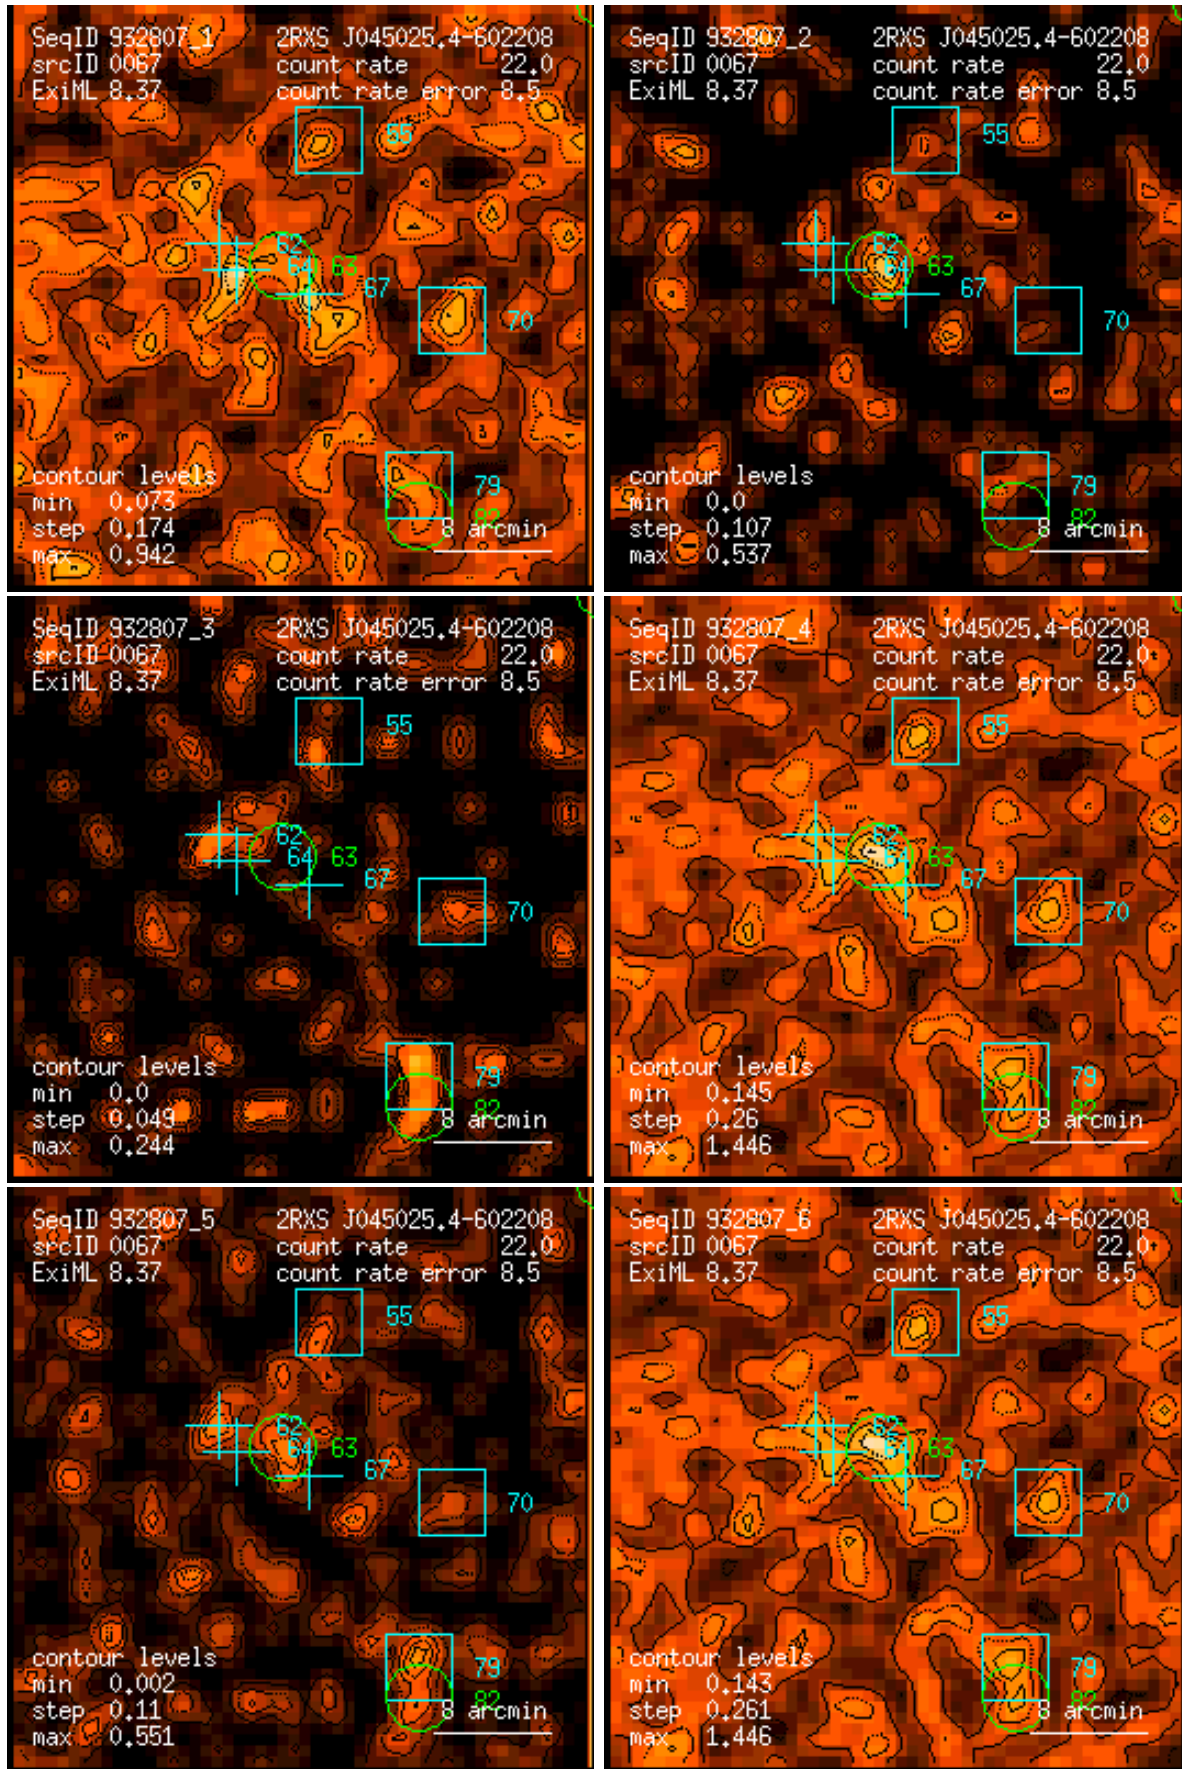 SeqID 932807_1 2RXS J045025.4-602208
srcID 0067 count rate 22.0
ExiML 8.37 count rate error 8.5
55
62
64 63
67
70
contour levels
min 0.073
79
step 0.174
82
8 arcmin
max 0.942
SeqID 932807_2 2RXS J045025.4-602208
srcID 0067 count rate 22.0
ExiML 8.37 count rate error 8.5
55
62
64 63
67
70
contour levels
min 0.0
79
step 0.107
82
8 arcmin
max 0.537
SeqID 932807_3 2RXS J045025.4-602208
srcID 0067 count rate 22.0
ExiML 8.37 count rate error 8.5
55
62
64 63
67
70
contour levels
min 0.0
79
step 0.049
82
8 arcmin
max 0.244
SeqID 932807_4 2RXS J045025.4-602208
srcID 0067 count rate 22.0
ExiML 8.37 count rate error 8.5
55
62
64 63
67
70
contour levels
min 0.145
79
step 0.26
82
8 arcmin
max 1.446
SeqID 932807_5 2RXS J045025.4-602208
srcID 0067 count rate 22.0
ExiML 8.37 count rate error 8.5
55
62
64 63
67
70
contour levels
min 0.002
79
step 0.11
82
8 arcmin
max 0.551
SeqID 932807_6 2RXS J045025.4-602208
srcID 0067 count rate 22.0
ExiML 8.37 count rate error 8.5
55
62
64 63
67
70
contour levels
min 0.143
79
step 0.261
82
8 arcmin
max 1.446